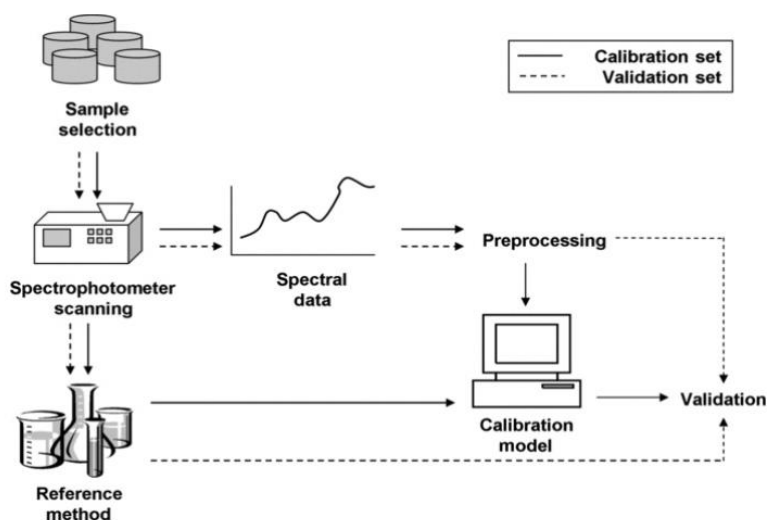 Sample
selection
Calibration set
Validation set
Spectrophotometer
scanning
Spectral
data
Preprocessing
Calibration
model
Validation
Reference
method